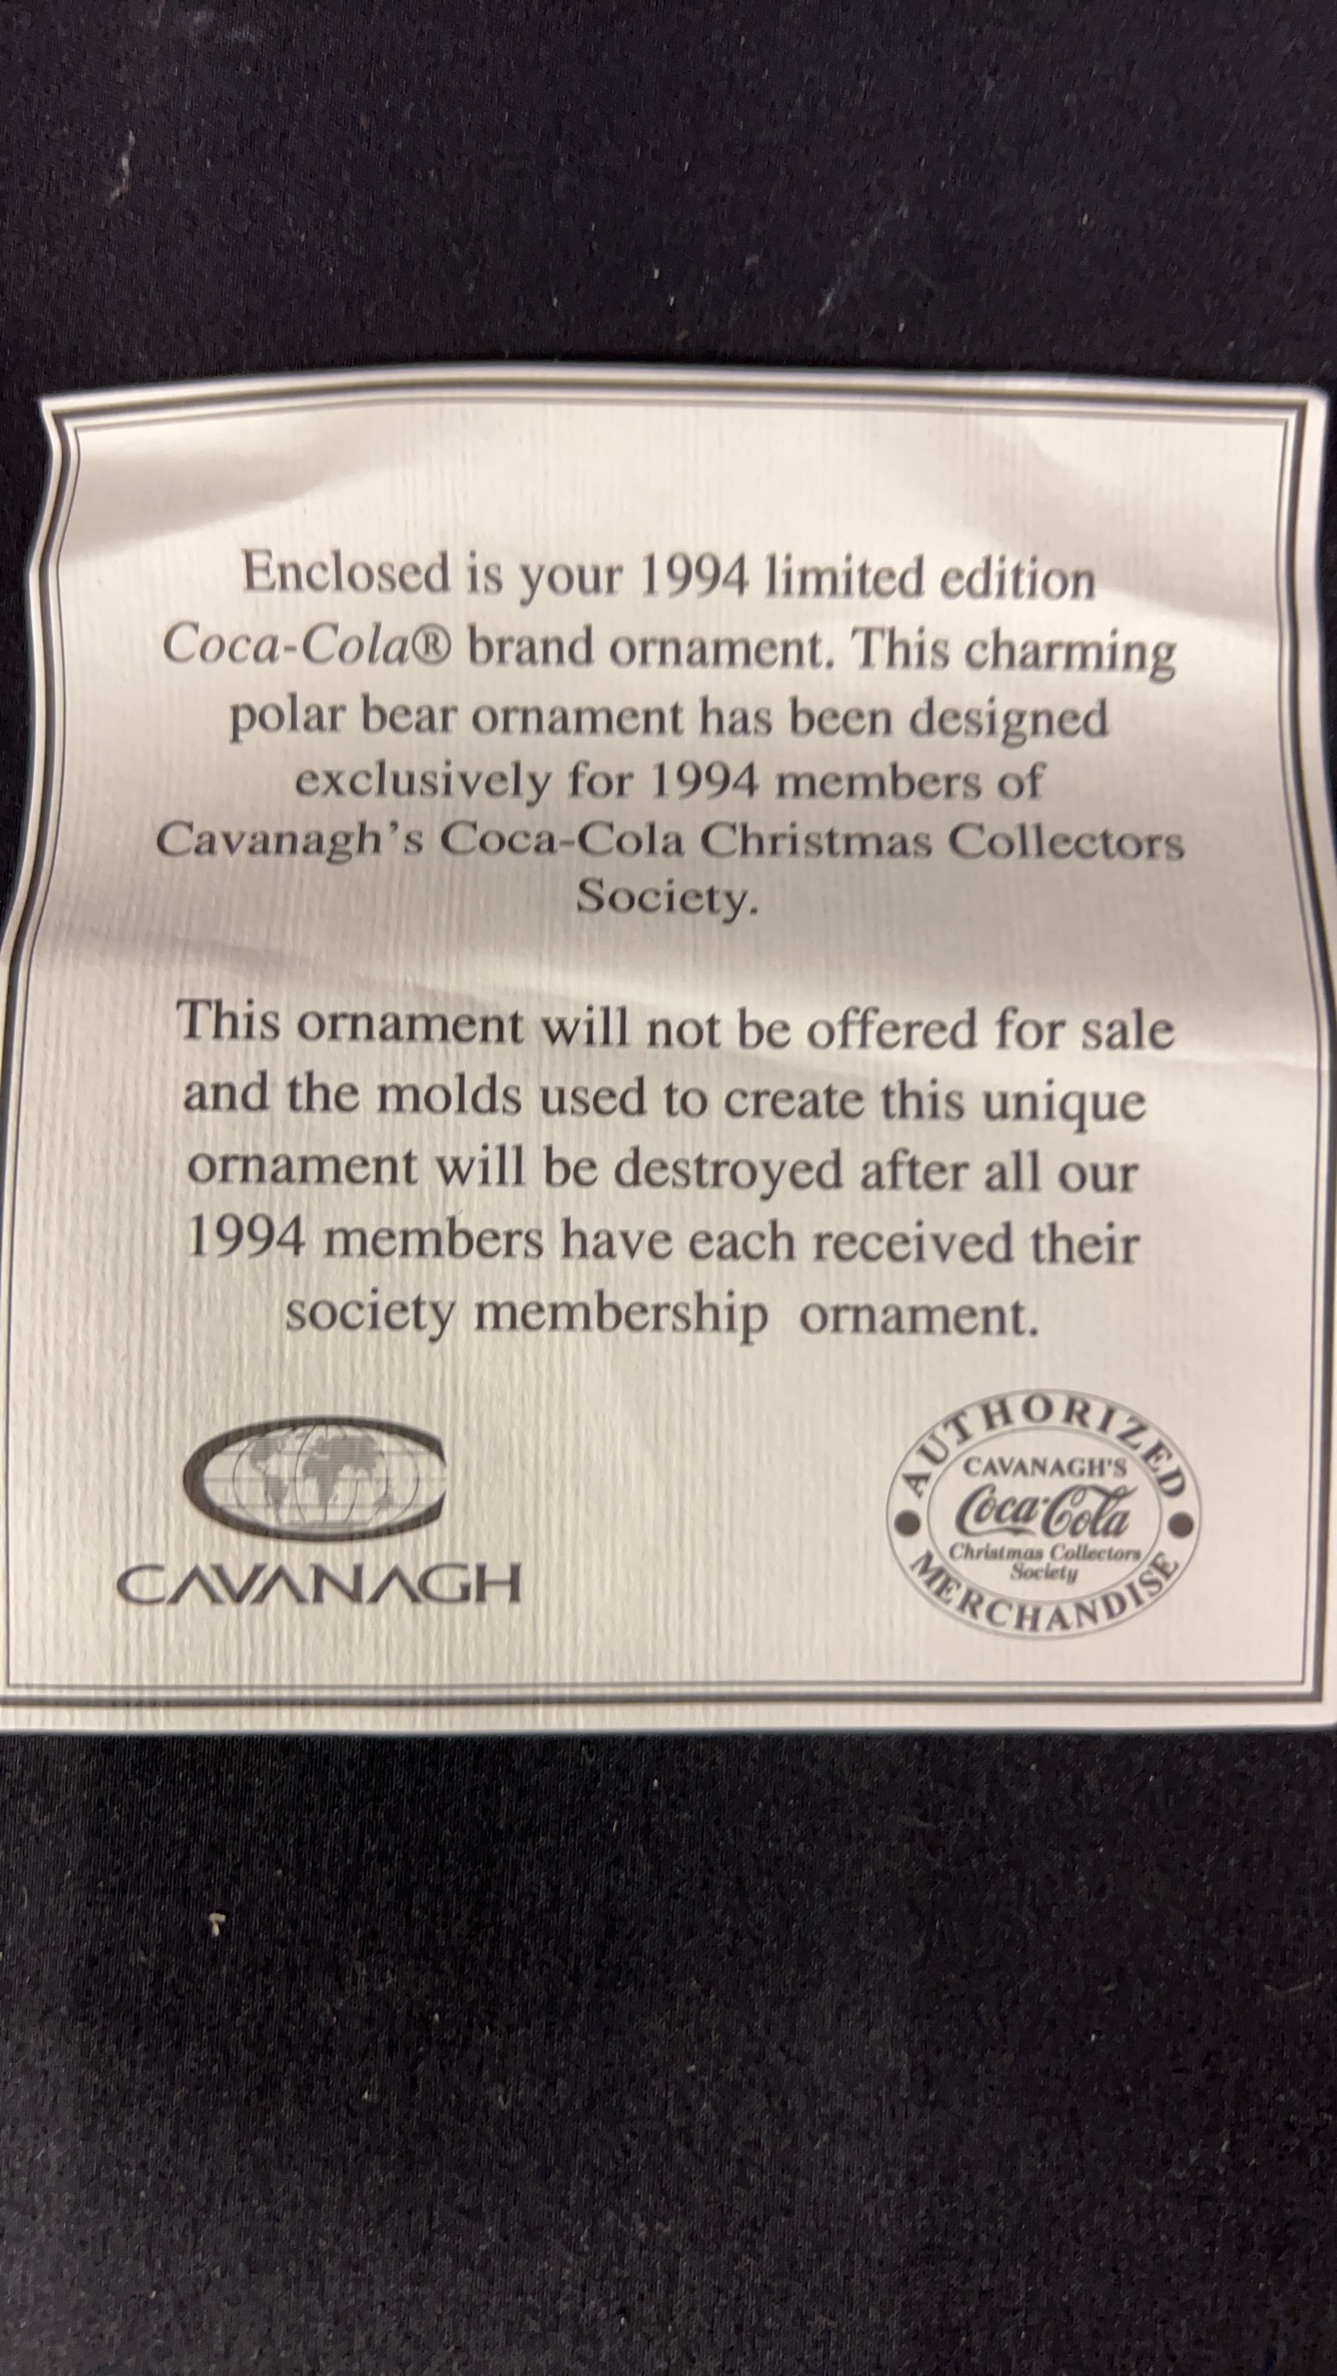 Enclosed is your 1994 limited edition
Coca-Cola® brand ornament. This charming
polar bear ornament has been designed
exclusively for 1994 members of
Cavanagh's Coca-Cola Christmas Collectors
Society.
This ornament will not be offered for sale
and the molds used to create this unique
ornament will be destroyed after all our
1994 members have each received their
society membership ornament.
CAVANAGH
AUTHORIZED
CAVANAGH'S
Coca-Cola
Christmas Collectors
Society
MERCHANDISE